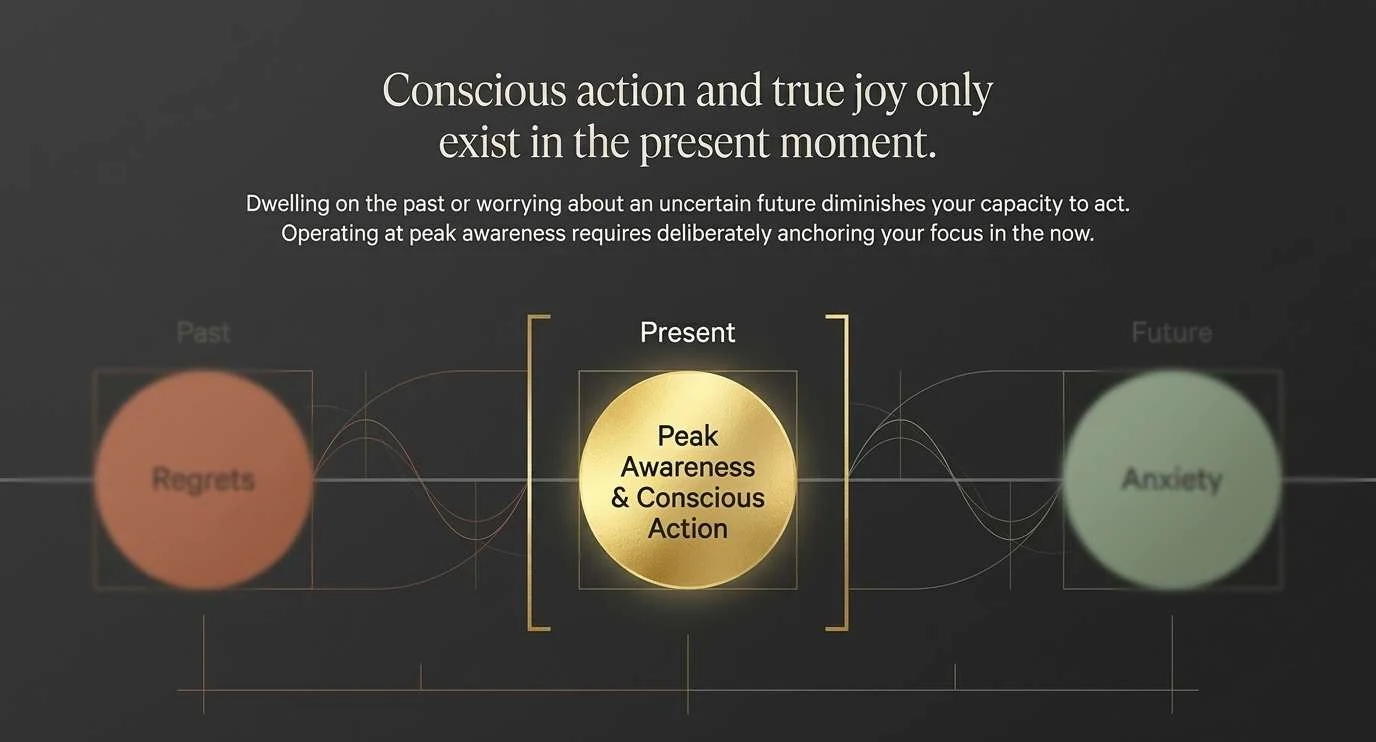 Conscious action and true joy only
exist in the present moment.
Dwelling on the past or worrying about an uncertain future diminishes your capacity to act.
Operating at peak awareness requires deliberately anchoring your focus in the now.
Past
Present
Future
Regrets
Peak
Awareness
& Conscious
Action
Anxiety